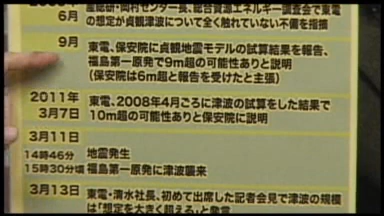 産総研・岡村センター長、総合資源エネルギー調査会で東電
6月
の想定が貞観津波について全く触れていない不備を指摘
9月
東電、保安院に貞観地震モデルの試算結果を報告、
福島第一原発で9m超の可能性ありと説明
(保安院は6m超と報告を受けたと主張)
2011年
3月7日
東電、2008年4月ごろに津波の試算をした結果で
10m超の可能性ありと保安院に説明
3月11日
14時46分 地震発生
15時30分頃 福島第一原発に津波襲来
3月13日
東電・清水社長、初めて出席した記者会見で津波の規模
は「想定を大きく超える」と発言